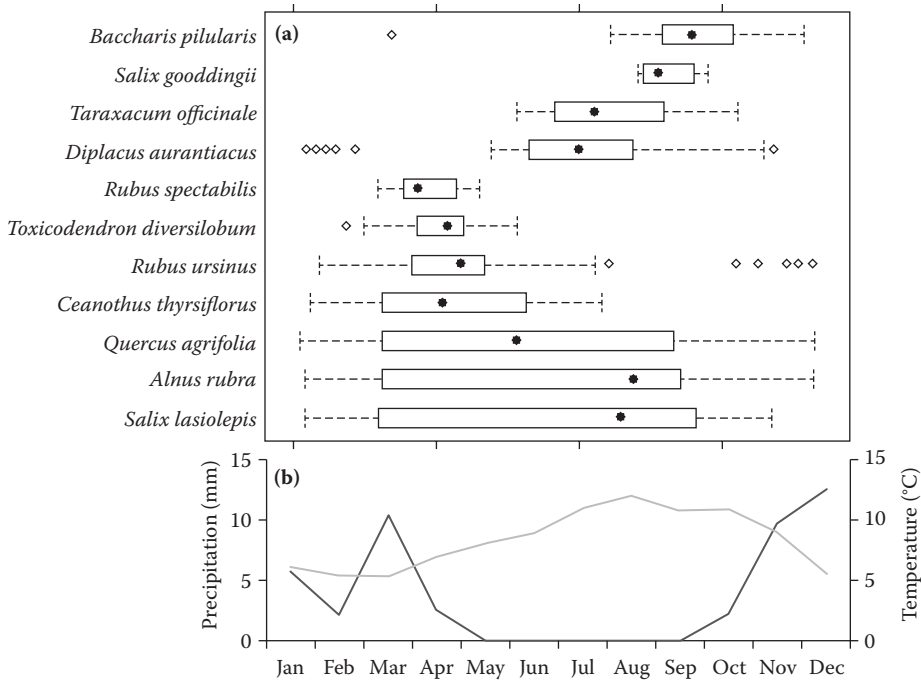 (a)
Baccharis pilularis
Salix gooddingii
Taraxacum officinale
Diplacus aurantiacus
Rubus spectabilis
Toxicodendron diversilobum
Rubus ursinus
Ceanothus thyrsiflorus
Quercus agrifolia
Alnus rubra
Salix lasiolepis
(b)
Precipitation (mm)
15
10
5
0
15
10
5
0
Temperature (°C)
Jan Feb Mar Apr May Jun Jul Aug Sep Oct Nov Dec